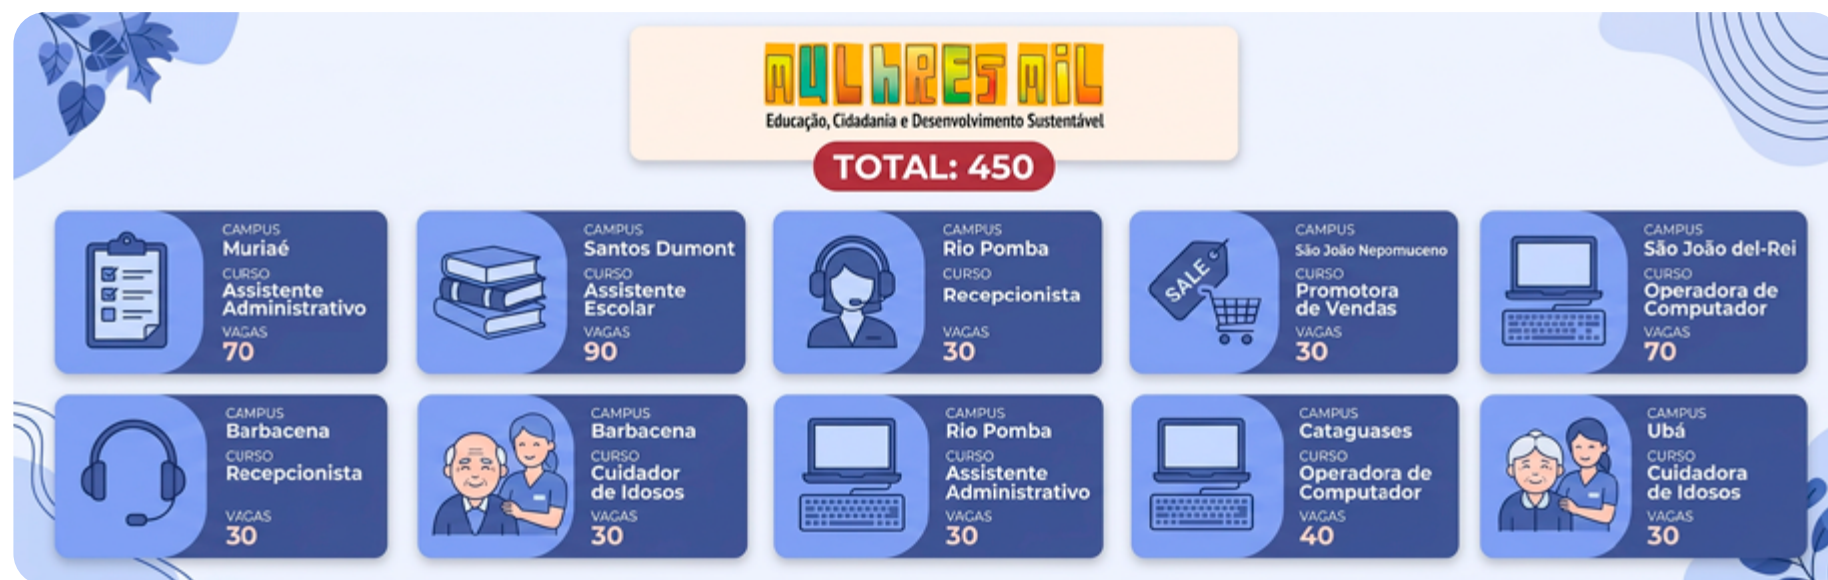 MULHRES MIL
Educação, Cidadania e Desenvolvimento Sustentável
TOTAL: 450
CAMPUS
Muriaé
CURSO
Assistente
Administrativo
VAGAS
70
CAMPUS
Santos Dumont
CURSO
Assistente
Escolar
VAGAS
90
CAMPUS
Rio Pomba
CURSO
Recepcionista
VAGAS
30
SALE
CAMPUS
São João Nepomuceno
CURSO
Promotora
de Vendas
VAGAS
30
CAMPUS
São João del-Rei
CURSO
Operadora de
Computador
VAGAS
70
CAMPUS
Barbacena
CURSO
Recepcionista
VAGAS
30
CAMPUS
Barbacena
CURSO
Cuidador
de Idosos
VAGAS
30
CAMPUS
Rio Pomba
CURSO
Assistente
Administrativo
VAGAS
30
CAMPUS
Cataguases
CURSO
Operadora de
Computador
VAGAS
40
CAMPUS
Ubá
CURSO
Cuidadora
de Idosos
VAGAS
30